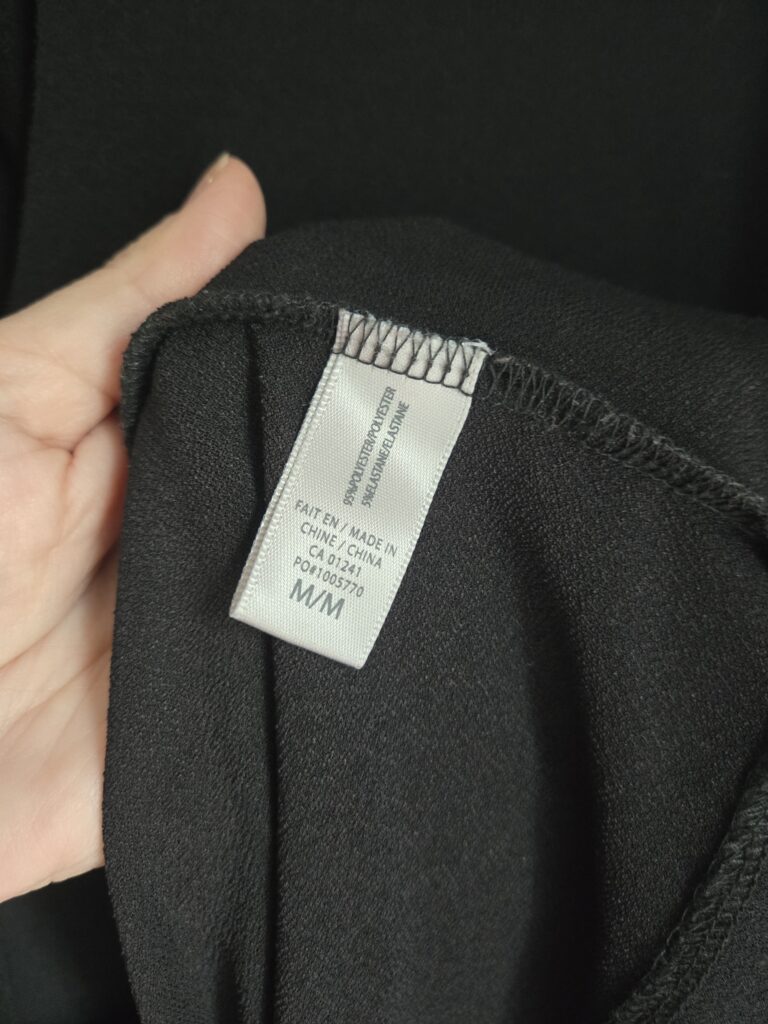 95%POLYESTER/POLYESTER
5%ELASTANE/ELASTANE
FAIT EN / MADE IN
CHINE / CHINA
CA 01241
PO#1005770
M/M